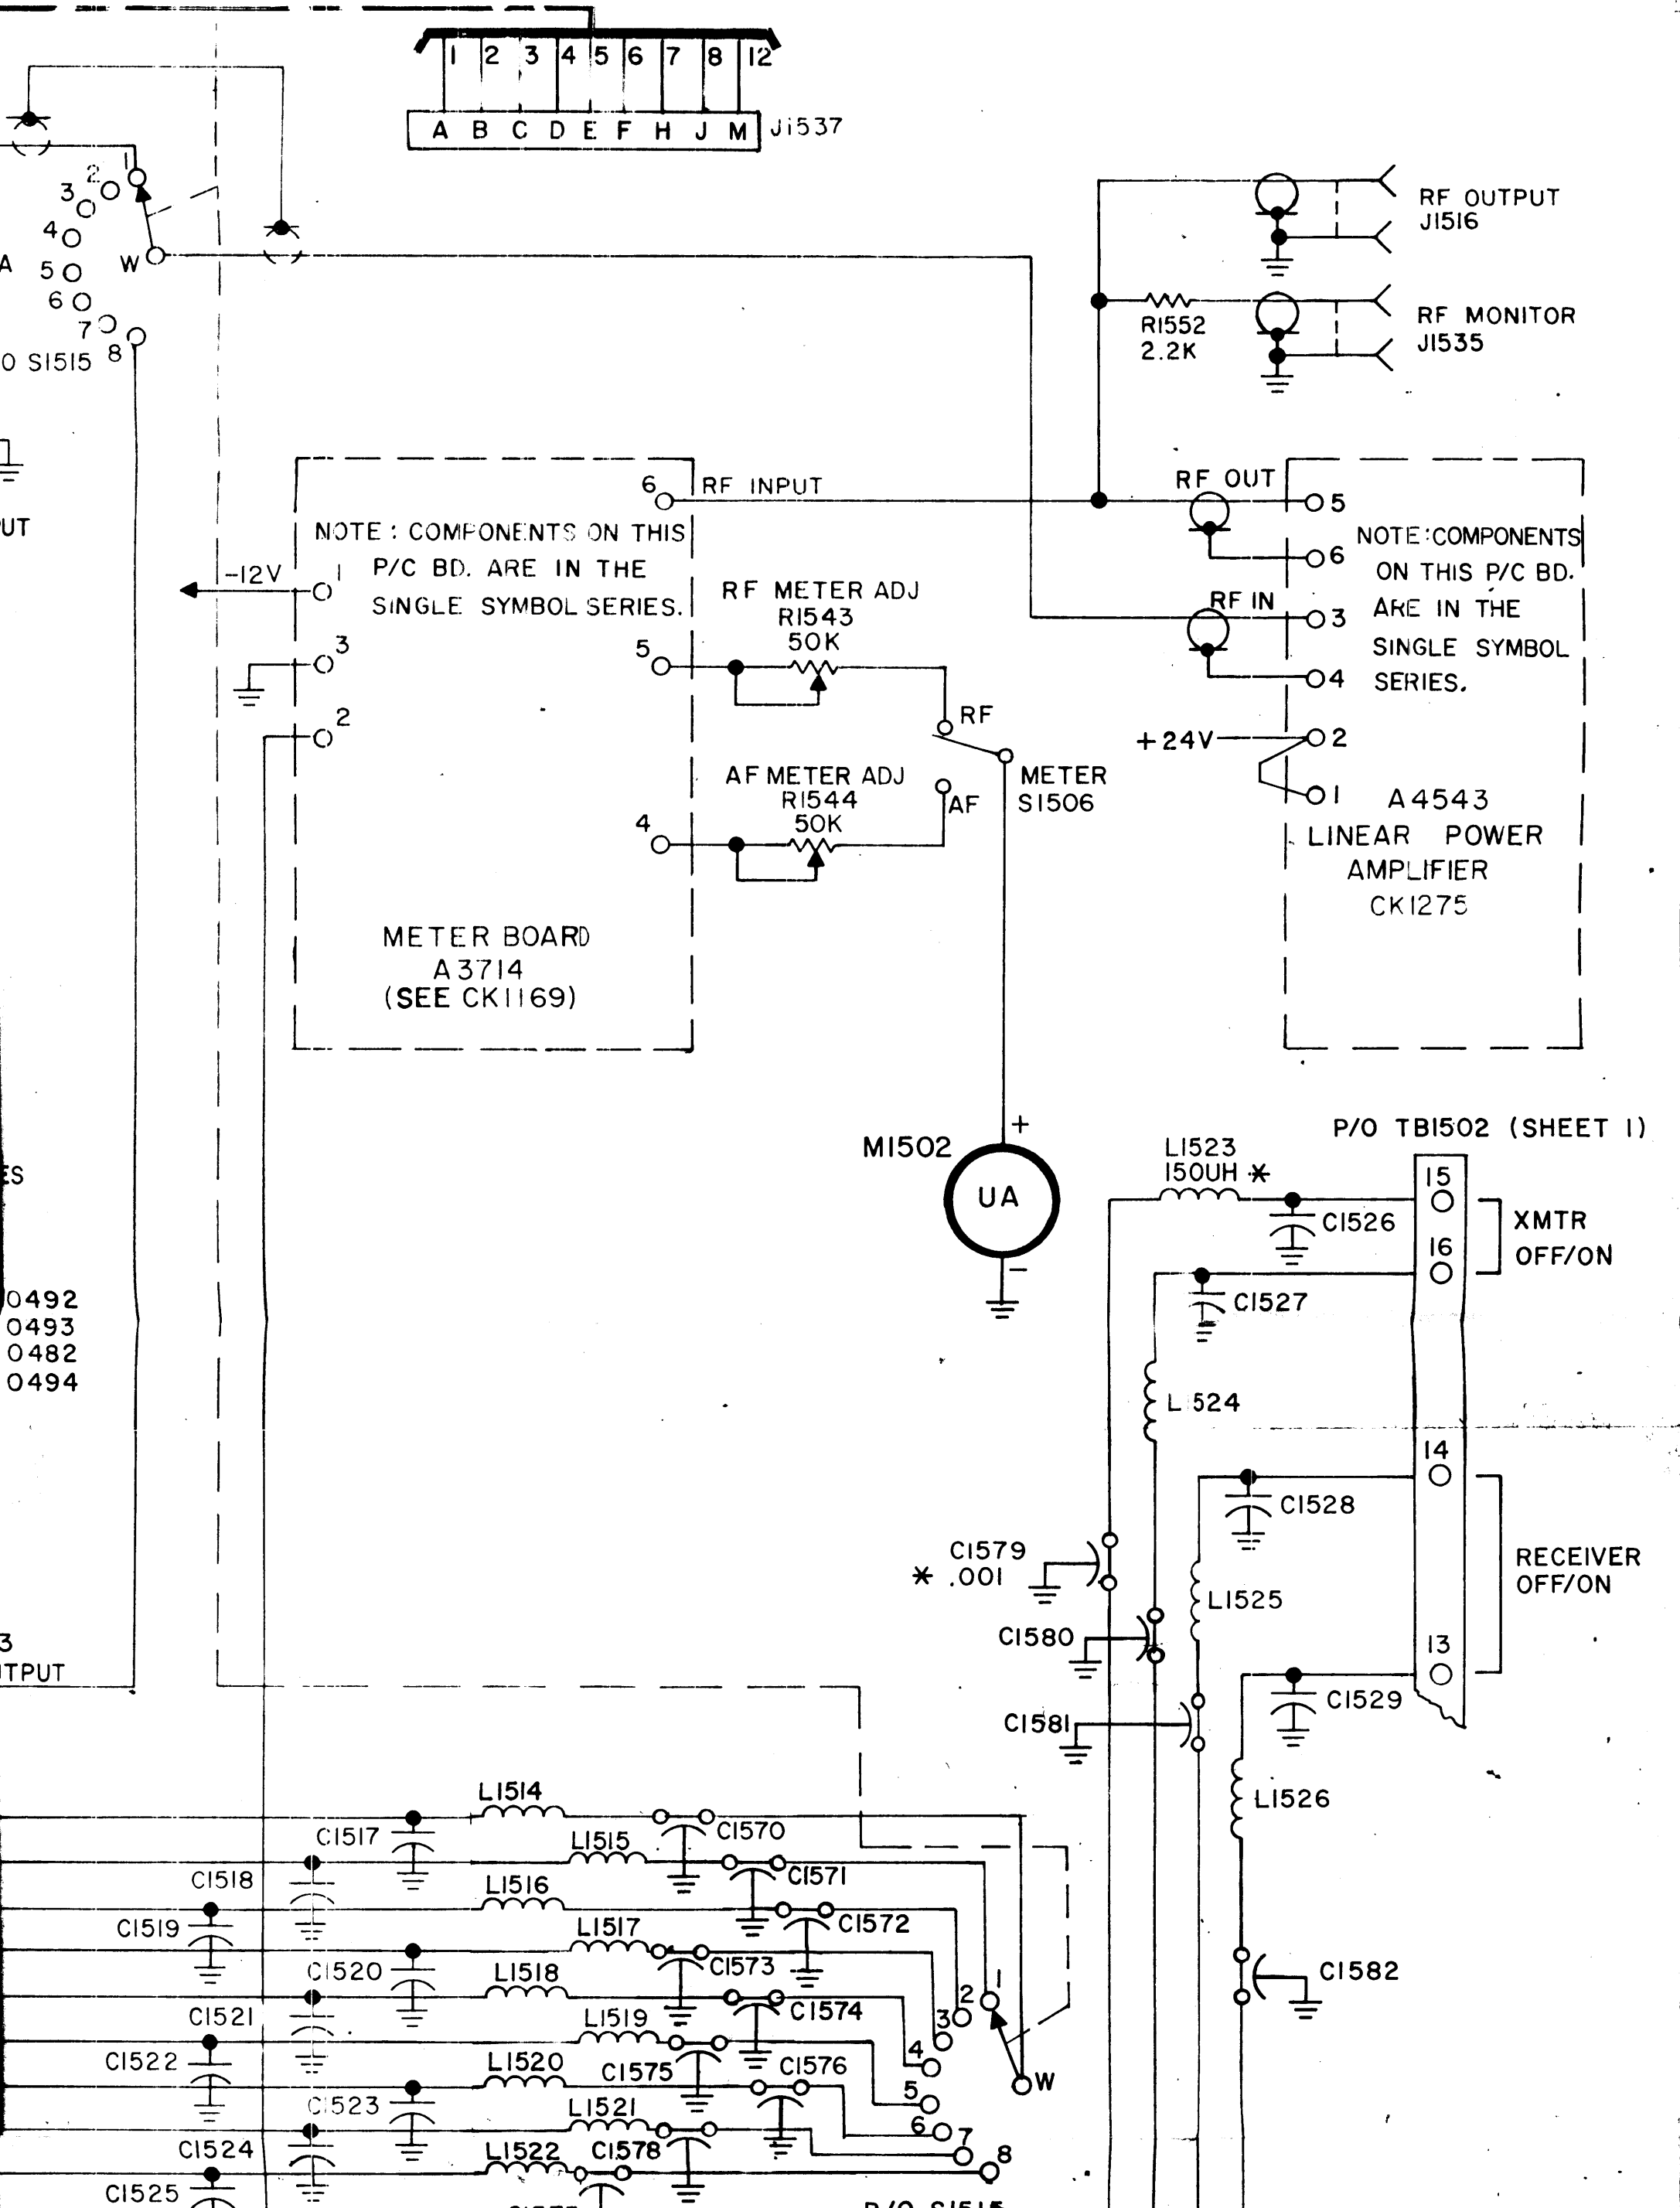 1 2 3 4 5 6 7 8 12
A B C D E F H J M J1537
1
2
3
4
5
6
7
8
A
W
O S1515
RF OUTPUT
J1516
R1552
2.2K
RF MONITOR
J1535
UT
6 RF INPUT
NOTE: COMPONENTS ON THIS
P/C BD. ARE IN THE
SINGLE SYMBOL SERIES.
-12V 1
3
2
5
4
METER BOARD
A3714
(SEE CK1169)
RF METER ADJ
R1543
50K
AF METER ADJ
R1544
50K
RF
AF
METER
S1506
RF OUT
5
6
RF IN
3
4
+24V
2
1
NOTE: COMPONENTS
ON THIS P/C BD.
ARE IN THE
SINGLE SYMBOL
SERIES.
A4543
LINEAR POWER
AMPLIFIER
CK1275
M1502
+
UA
-
P/O TB1502 (SHEET 1)
L1523
150UH *
C1526
15
16
XMTR
OFF/ON
C1527
L1524
14
C1528
C1579
* .001
L1525
RECEIVER
OFF/ON
C1580
13
C1529
C1581
L1526
C1582
ES
0492
0493
0482
0494
3
TPUT
L1514
C1517
C1570
L1515
C1518
C1571
L1516
C1519
C1572
L1517
C1520
C1573
L1518
C1521
C1574
L1519
C1522
C1575
L1520
C1576
C1523
L1521
C1524
C1578
L1522
C1525
1
2
3
4
5
6
7
8
W
P/O S1515